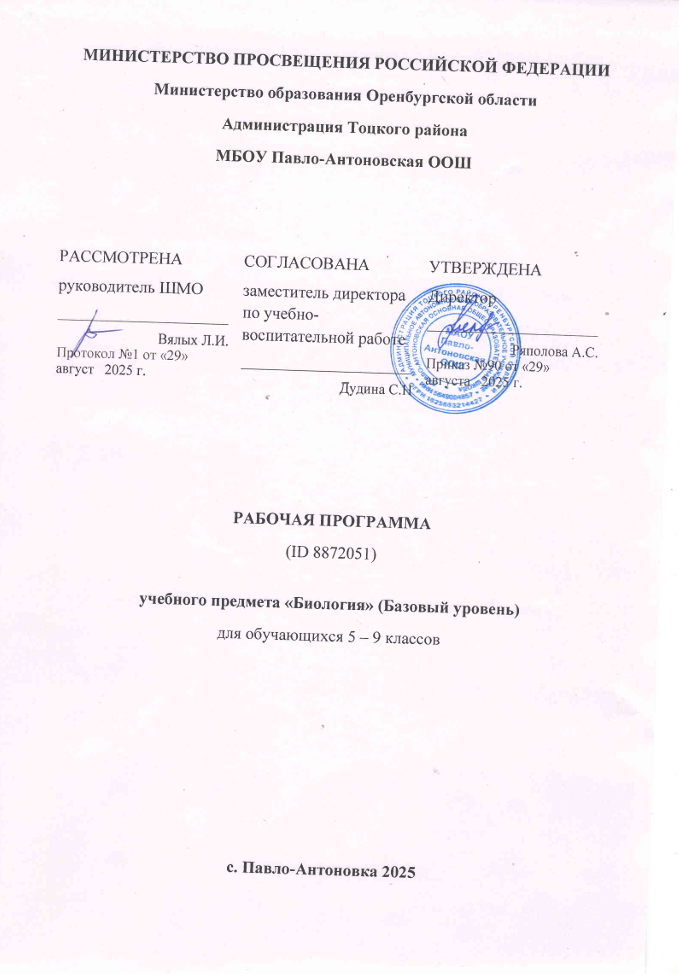 МИНИСТЕРСТВО ПРОСВЕЩЕНИЯ РОССИЙСКОЙ ФЕДЕРАЦИИ
Министерство образования Оренбургской области
Администрация Тоцкого района
МБОУ Павло-Антоновская ООШ
РАССМОТРЕНА
руководитель ШМО
Вялых Л.И.
Протокол №1 от «29»
август 2025 г.
СОГЛАСОВАНА
заместитель директора
по учебно-
воспитательной работе
Дудина С.Н
УТВЕРЖДЕНА
Директор
Ряполова А.С.
Приказ №90 от «29»
августа 2025 г.
Павло-
Антоновская
РАБОЧАЯ ПРОГРАММА
(ID 8872051)
учебного предмета «Биология» (Базовый уровень)
для обучающихся 5 – 9 классов
с. Павло-Антоновка 2025